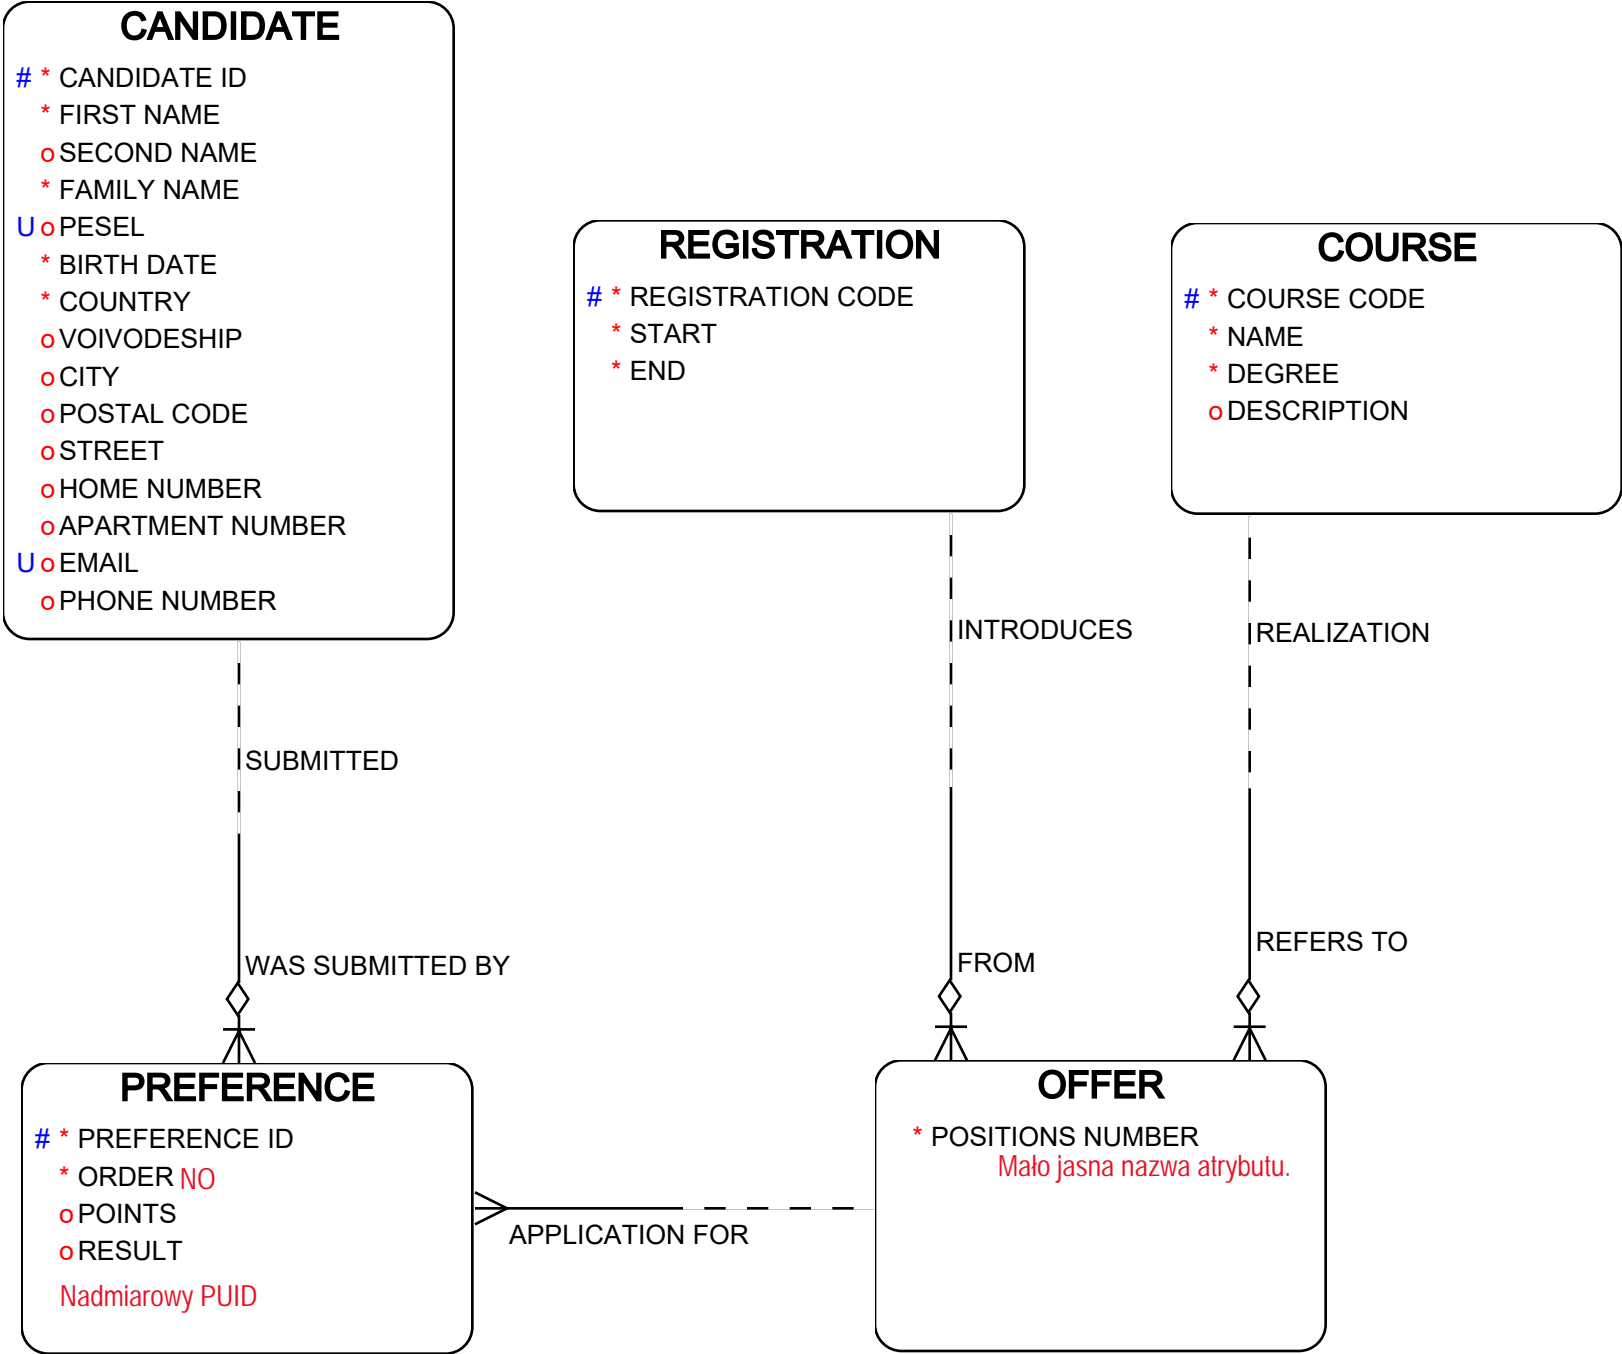 CANDIDATE
# * CANDIDATE ID
* FIRST NAME
o SECOND NAME
* FAMILY NAME
U o PESEL
* BIRTH DATE
* COUNTRY
o VOIVODESHIP
o CITY
o POSTAL CODE
o STREET
o HOME NUMBER
o APARTMENT NUMBER
U o EMAIL
o PHONE NUMBER
REGISTRATION
# * REGISTRATION CODE
* START
* END
COURSE
# * COURSE CODE
* NAME
* DEGREE
o DESCRIPTION
INTRODUCES
REALIZATION
SUBMITTED
WAS SUBMITTED BY
FROM
REFERS TO
PREFERENCE
# * PREFERENCE ID
* ORDER NO
o POINTS
o RESULT
Nadmiarowy PUID
APPLICATION FOR
OFFER
* POSITIONS NUMBER
Mało jasna nazwa atrybutu.